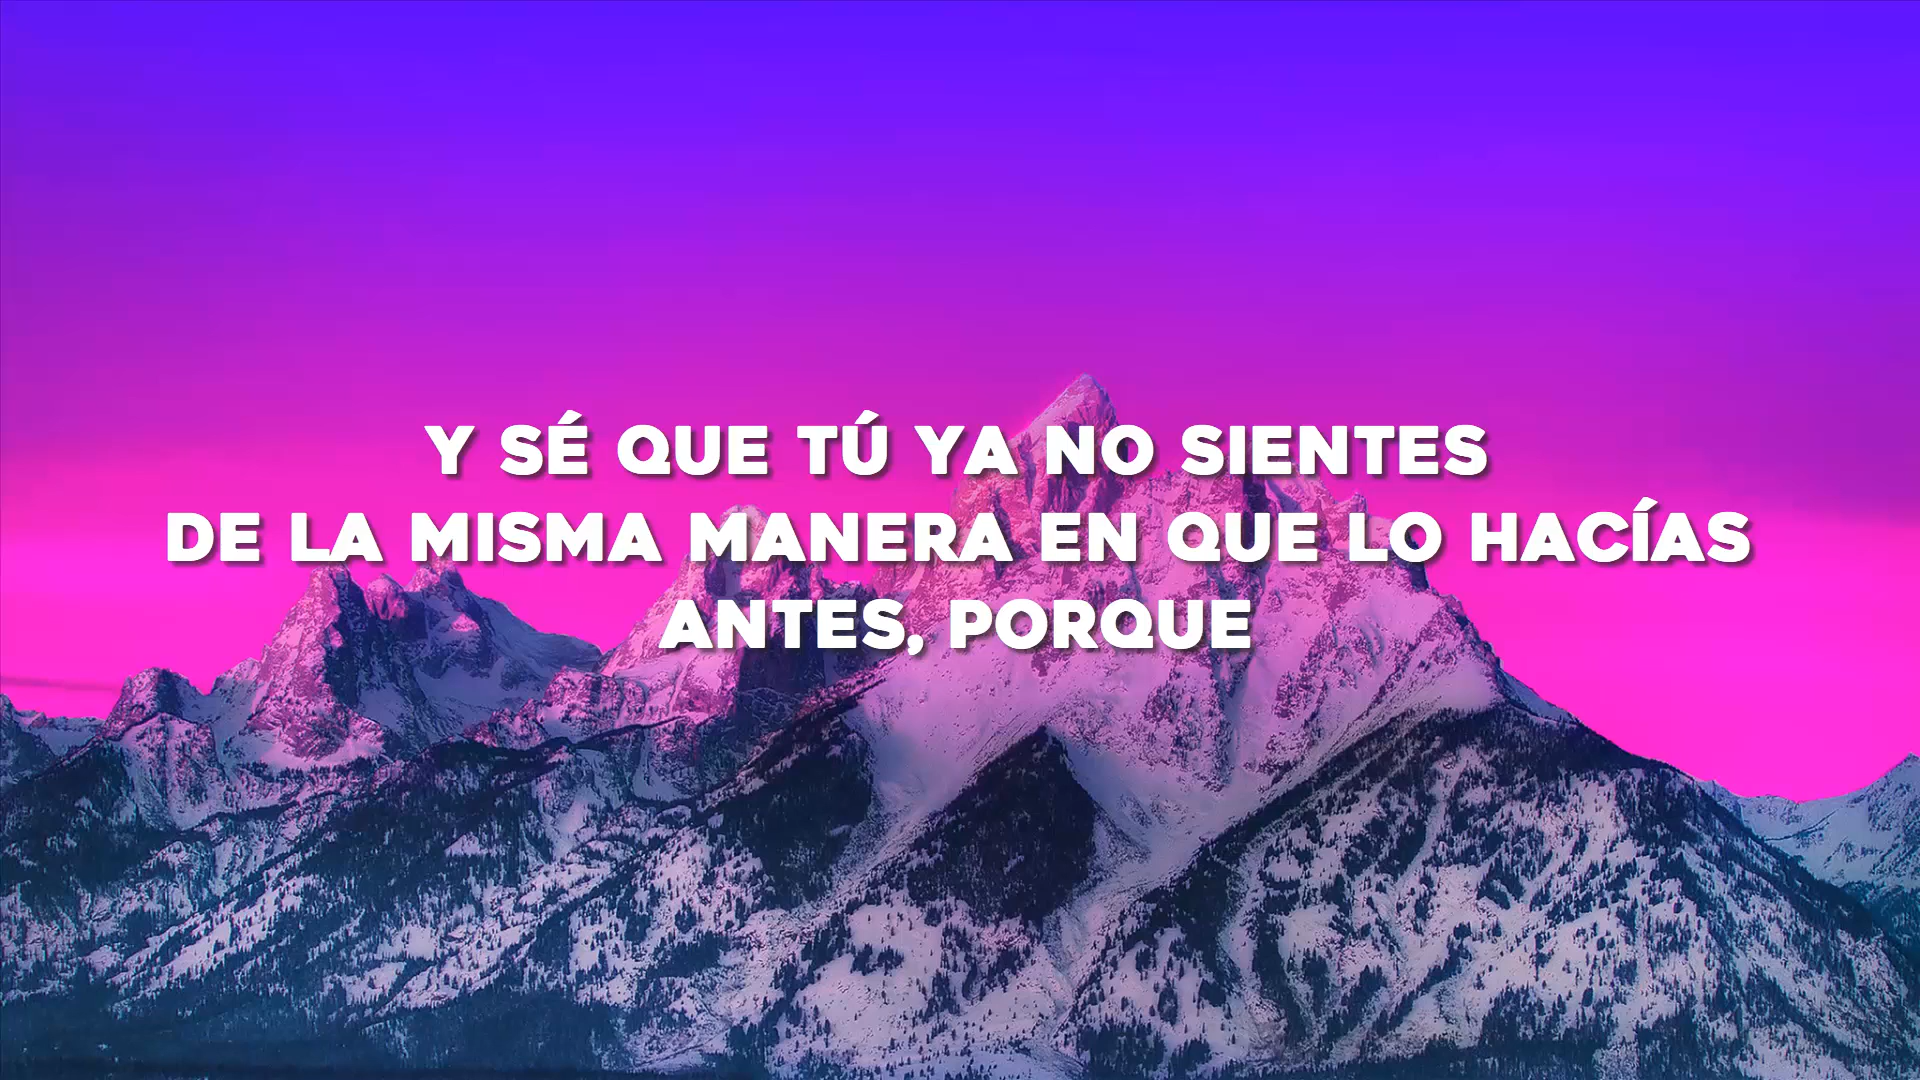 Y SÉ QUE TÚ YA NO SIENTES
DE LA MISMA MANERA EN QUE LO HACÍAS
ANTES, PORQUE